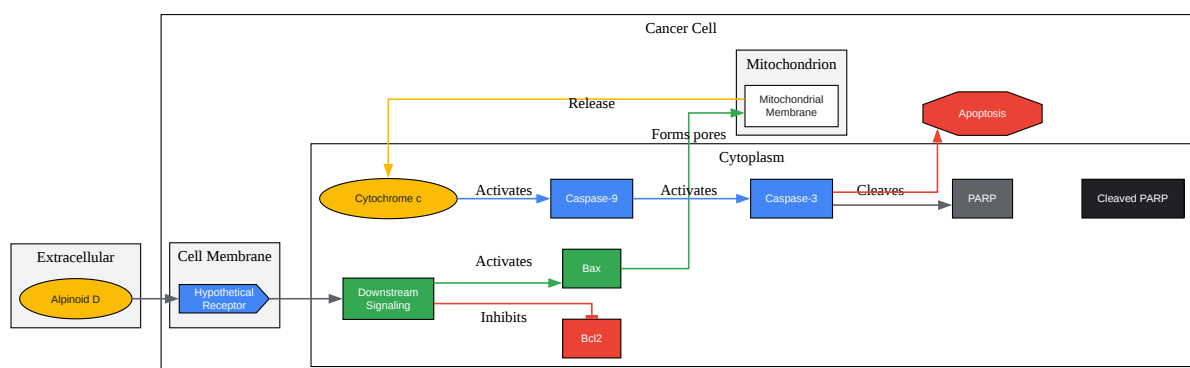 Cancer Cell
Mitochondrion
Mitochondrial
Membrane
Release
Apoptosis
Forms pores
Cytoplasm
Cytochrome c
Activates
Caspase-9
Activates
Caspase-3
Cleaves
PARP
Cleaved PARP
Extracellular
Alpinoid D
Cell Membrane
Hypothetical
Receptor
Downstream
Signaling
Activates
Bax
Inhibits
Bcl2